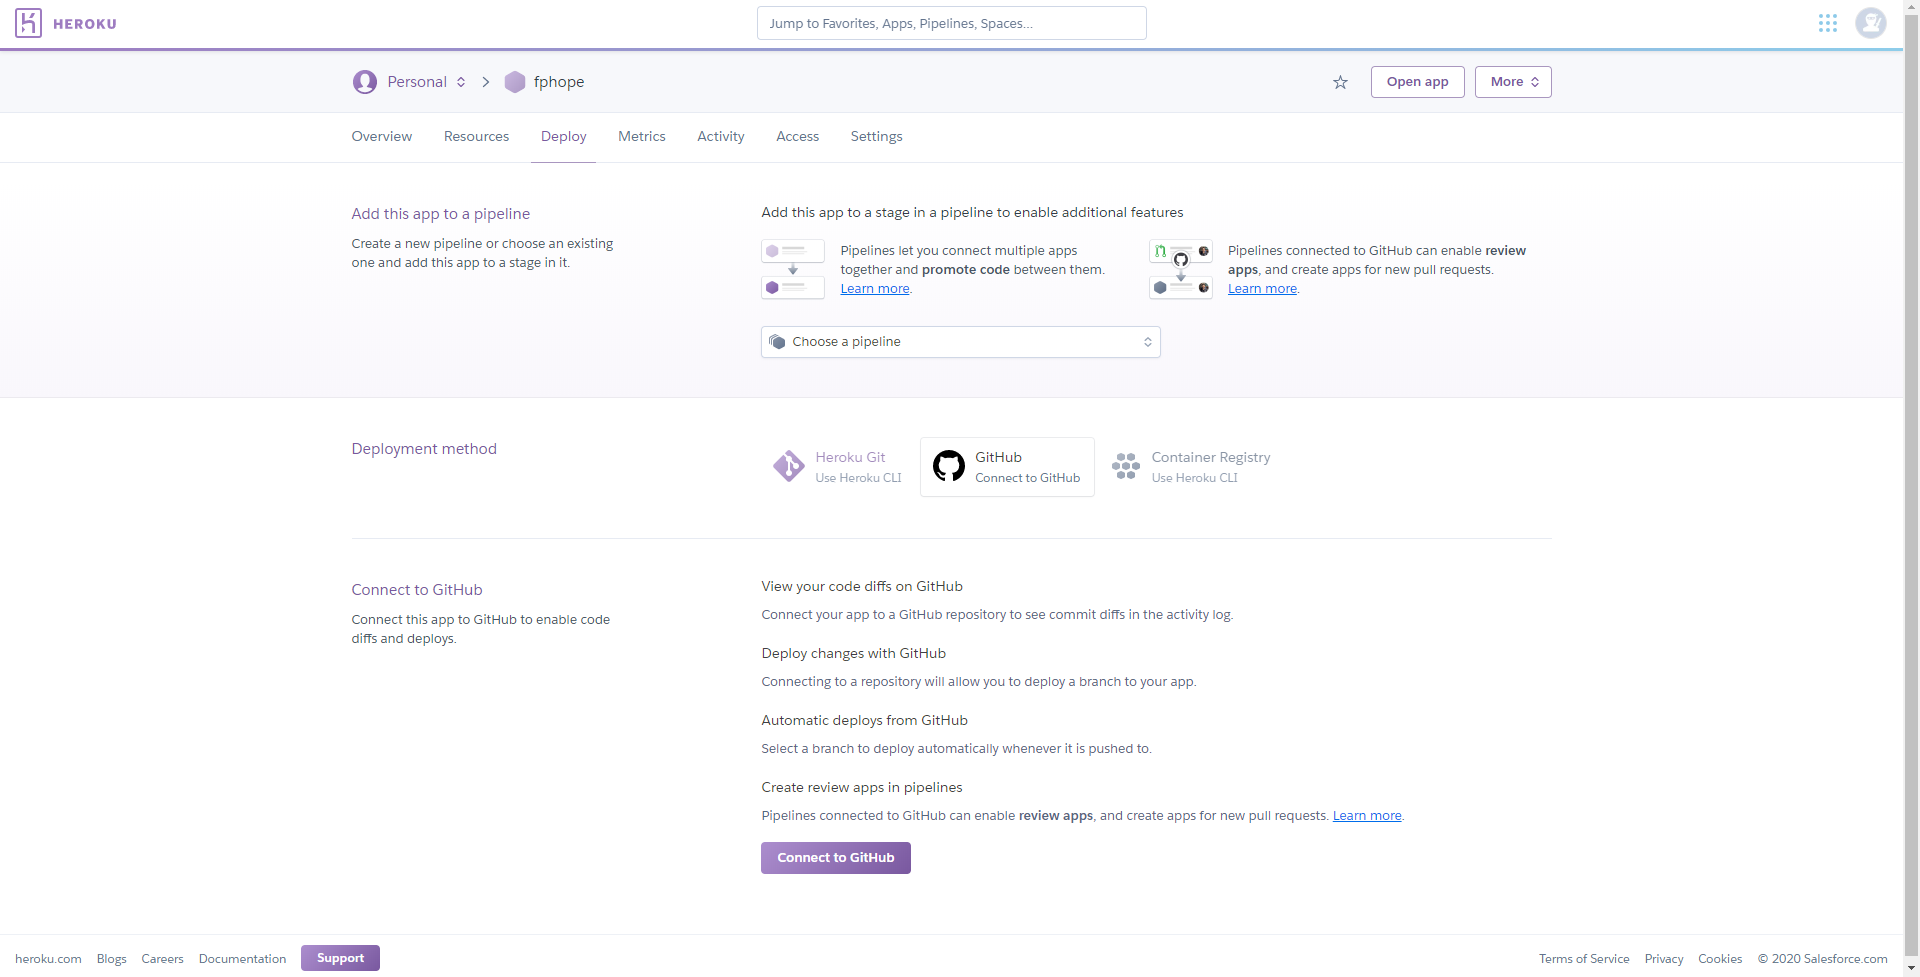 HEROKU
Jump to Favorites, Apps, Pipelines, Spaces...
Personal
fphope
Open app
More
Overview
Resources
Deploy
Metrics
Activity
Access
Settings
Add this app to a pipeline
Create a new pipeline or choose an existing
one and add this app to a stage in it.
Add this app to a stage in a pipeline to enable additional features
Pipelines let you connect multiple apps
together and promote code between them.
Learn more.
Pipelines connected to GitHub can enable review
apps, and create apps for new pull requests.
Learn more.
Choose a pipeline
Deployment method
Heroku Git
Use Heroku CLI
GitHub
Connect to GitHub
Container Registry
Use Heroku CLI
Connect to GitHub
Connect this app to GitHub to enable code
diffs and deploys.
View your code diffs on GitHub
Connect your app to a GitHub repository to see commit diffs in the activity log.
Deploy changes with GitHub
Connecting to a repository will allow you to deploy a branch to your app.
Automatic deploys from GitHub
Select a branch to deploy automatically whenever it is pushed to.
Create review apps in pipelines
Pipelines connected to GitHub can enable review apps, and create apps for new pull requests. Learn more.
Connect to GitHub
heroku.com
Blogs
Careers
Documentation
Support
Terms of Service
Privacy
Cookies
© 2020 Salesforce.com